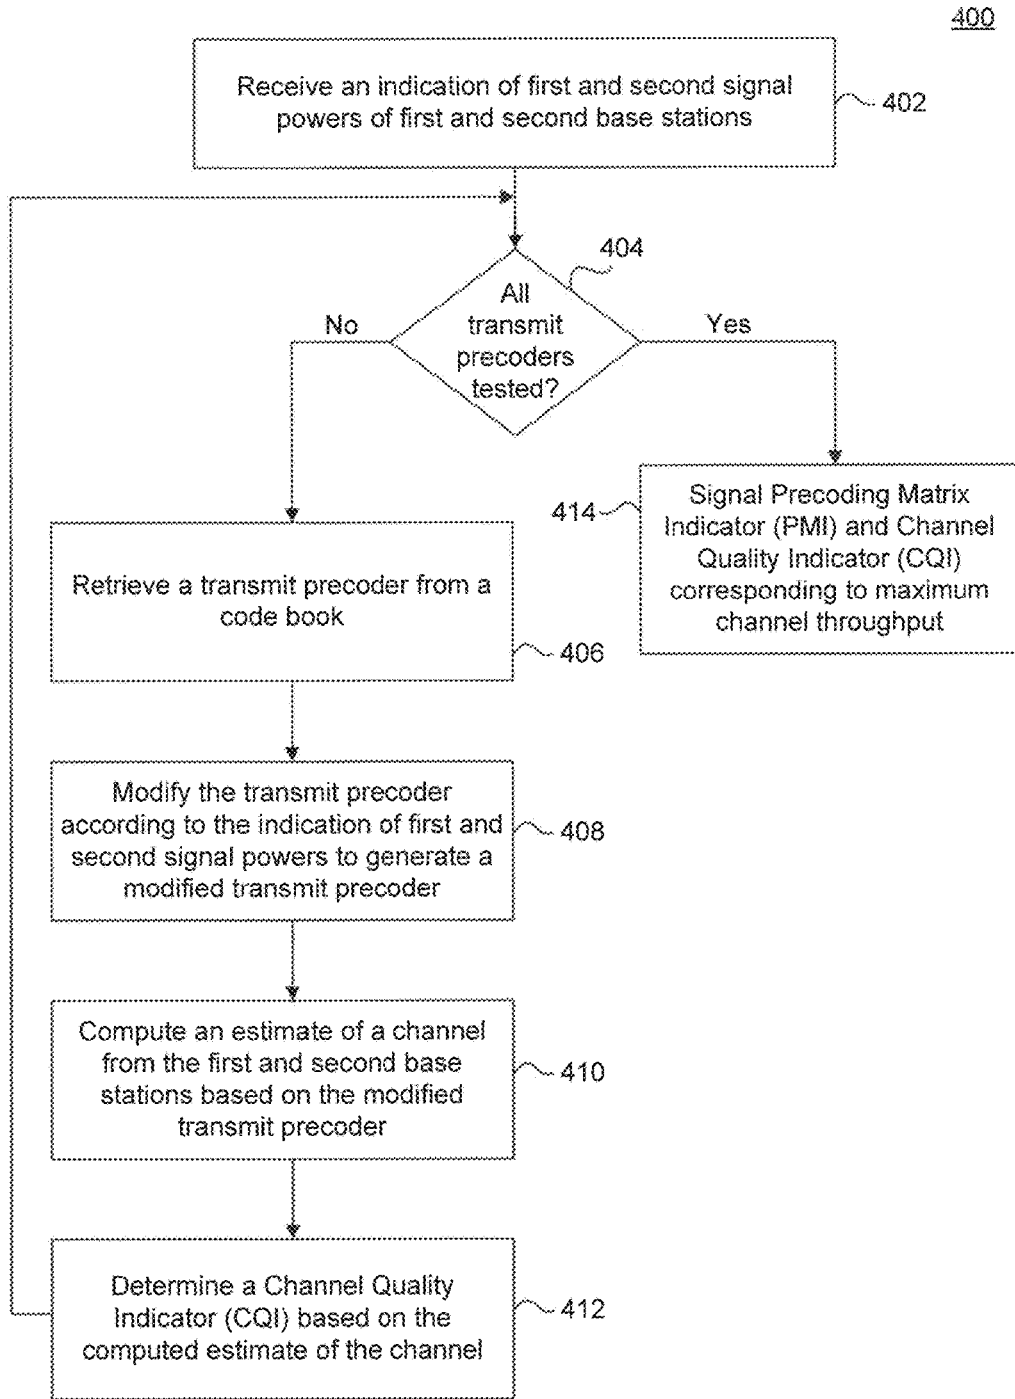 400
Receive an indication of first and second signal
powers of first and second base stations
402
404
All
transmit
precoders
tested?
No
Yes
414
Signal Precoding Matrix
Indicator (PMI) and Channel
Quality Indicator (CQI)
corresponding to maximum
channel throughput
Retrieve a transmit precoder from a
code book
406
Modify the transmit precoder
according to the indication of first and
second signal powers to generate a
modified transmit precoder
408
Compute an estimate of a channel
from the first and second base
stations based on the modified
transmit precoder
410
Determine a Channel Quality
Indicator (CQI) based on the
computed estimate of the channel
412